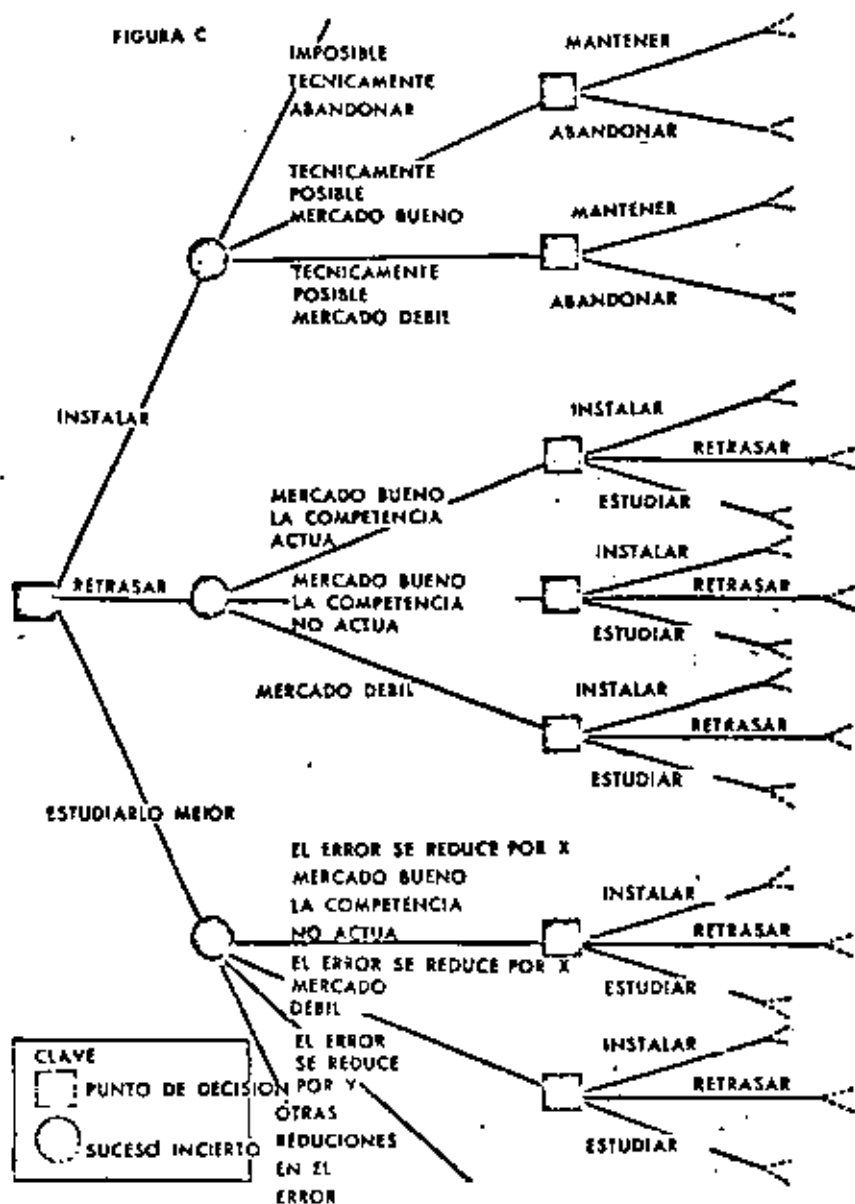 FIGURA C
IMPOSIBLE
TECNICAMENTE
ABANDONAR
MANTENER
ABANDONAR
TECNICAMENTE
POSIBLE
MERCADO BUENO
MANTENER
ABANDONAR
TECNICAMENTE
POSIBLE
MERCADO DEBIL
INSTALAR
INSTALAR
RETRASAR
ESTUDIAR
MERCADO BUENO
LA COMPETENCIA
ACTUA
RETRASAR
MERCADO BUENO
LA COMPETENCIA
NO ACTUA
INSTALAR
RETRASAR
ESTUDIAR
MERCADO DEBIL
INSTALAR
RETRASAR
ESTUDIAR
ESTUDIARLO MEJOR
EL ERROR SE REDUCE POR X
MERCADO BUENO
LA COMPETENCIA
NO ACTUA
INSTALAR
RETRASAR
ESTUDIAR
EL ERROR SE REDUCE POR X
MERCADO
DEBIL
INSTALAR
RETRASAR
ESTUDIAR
EL ERROR
SE REDUCE
POR Y
OTRAS
REDUCIONES
EN EL
ERROR
CLAVE
PUNTO DE DECISION
SUCESO INCIERTO